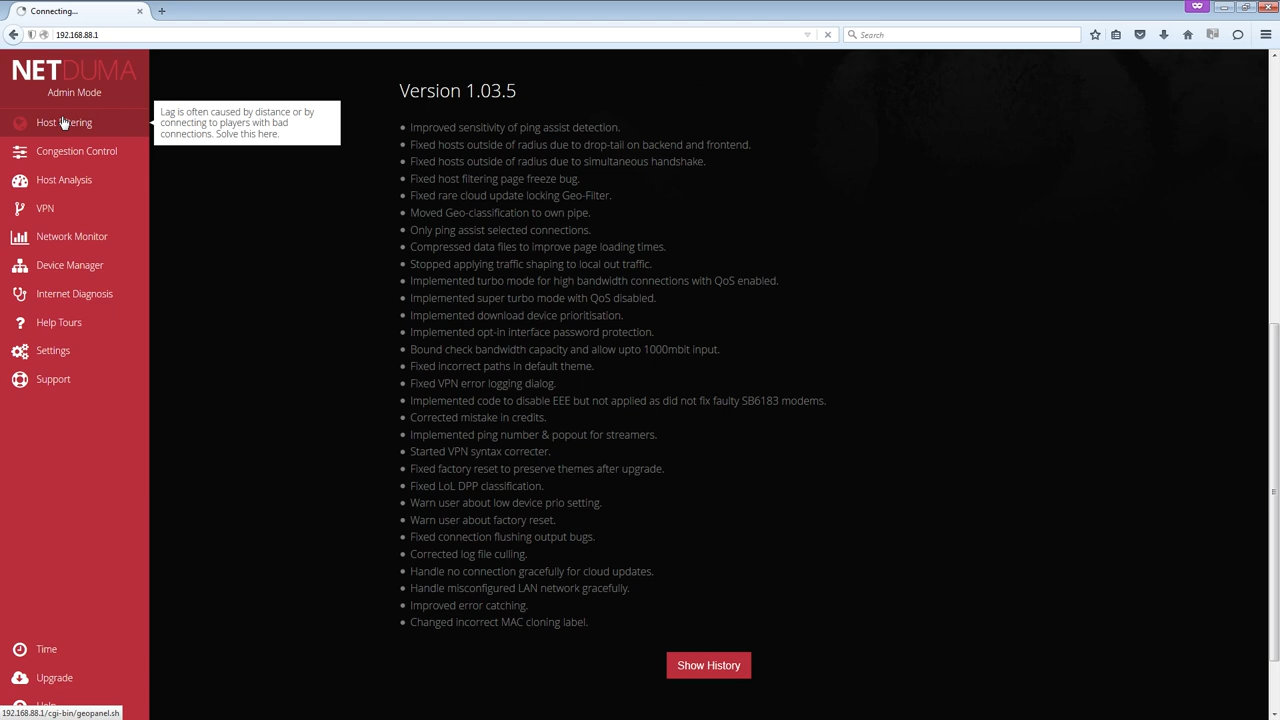 Connecting...
192.168.88.1
Search
NETDUMA
Admin Mode
Host Filtering
Lag is often caused by distance or by
connecting to players with bad
connections. Solve this here.
Congestion Control
Host Analysis
VPN
Network Monitor
Device Manager
Internet Diagnosis
Help Tours
Settings
Support
Time
Upgrade
Help
192.168.88.1/cgi-bin/geopanel.sh
Version 1.03.5
Improved sensitivity of ping assist detection.
Fixed hosts outside of radius due to drop-tail on backend and frontend.
Fixed hosts outside of radius due to simultaneous handshake.
Fixed host filtering page freeze bug.
Fixed rare cloud update locking Geo-Filter.
Moved Geo-classification to own pipe.
Only ping assist selected connections.
Compressed data files to improve page loading times.
Stopped applying traffic shaping to local out traffic.
Implemented turbo mode for high bandwidth connections with QoS enabled.
Implemented super turbo mode with QoS disabled.
Implemented download device prioritisation.
Implemented opt-in interface password protection.
Bound check bandwidth capacity and allow upto 1000mbit input.
Fixed incorrect paths in default theme.
Fixed VPN error logging dialog.
Implemented code to disable EEE but not applied as did not fix faulty SB6183 modems.
Corrected mistake in credits.
Implemented ping number & popout for streamers.
Started VPN syntax correcter.
Fixed factory reset to preserve themes after upgrade.
Fixed LoL DPP classification.
Warn user about low device prio setting.
Warn user about factory reset.
Fixed connection flushing output bugs.
Corrected log file culling.
Handle no connection gracefully for cloud updates.
Handle misconfigured LAN network gracefully.
Improved error catching.
Changed incorrect MAC cloning label.
Show History